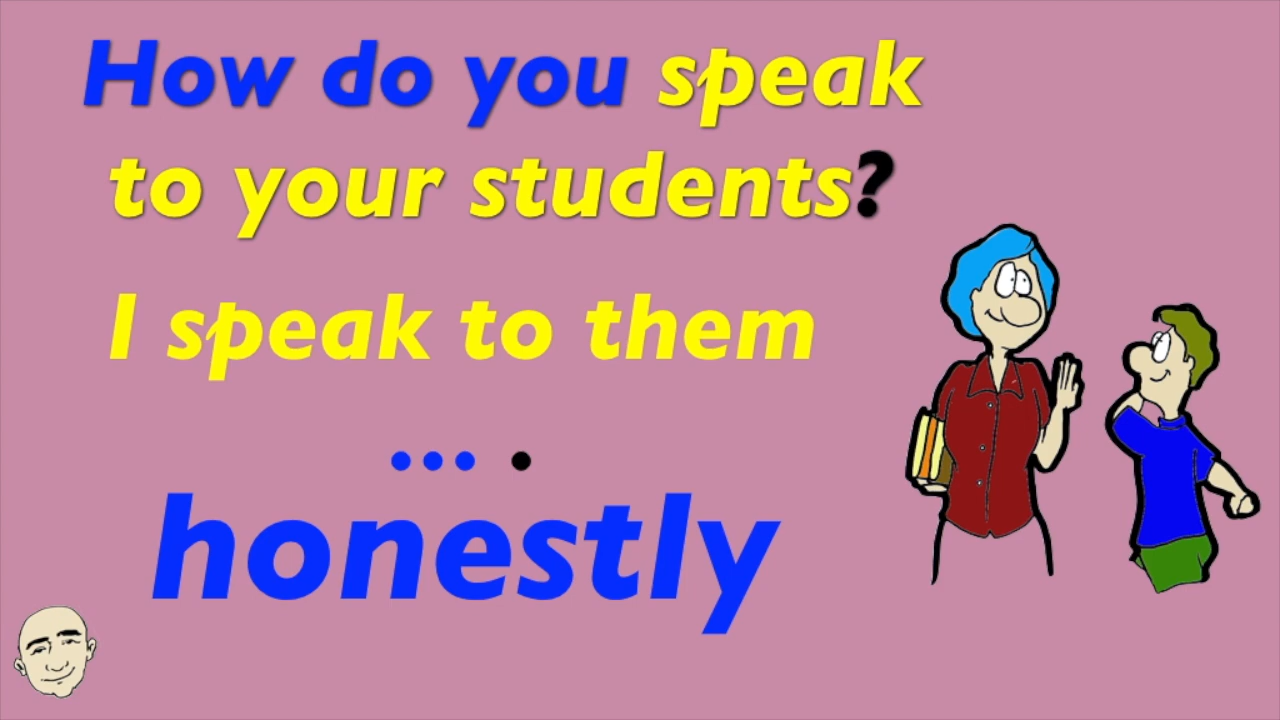 How do you speak
to your students?
I speak to them
... .
honestly